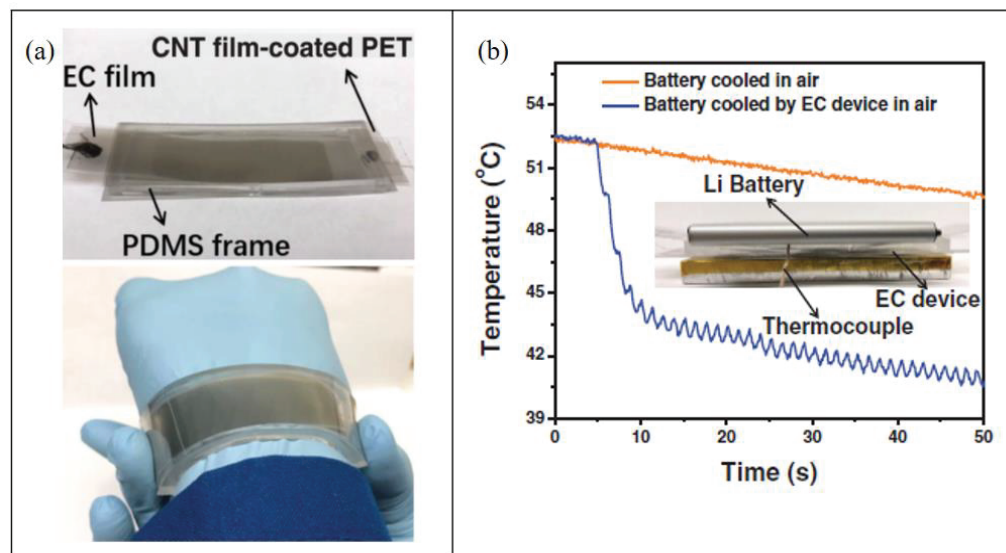 (a)
CNT film-coated PET
EC film
PDMS frame
(b)
Battery cooled in air
Battery cooled by EC device in air
Li Battery
EC device
Thermocouple
Temperature (°C)
54
51
48
45
42
39
0
10
20
30
40
50
Time (s)